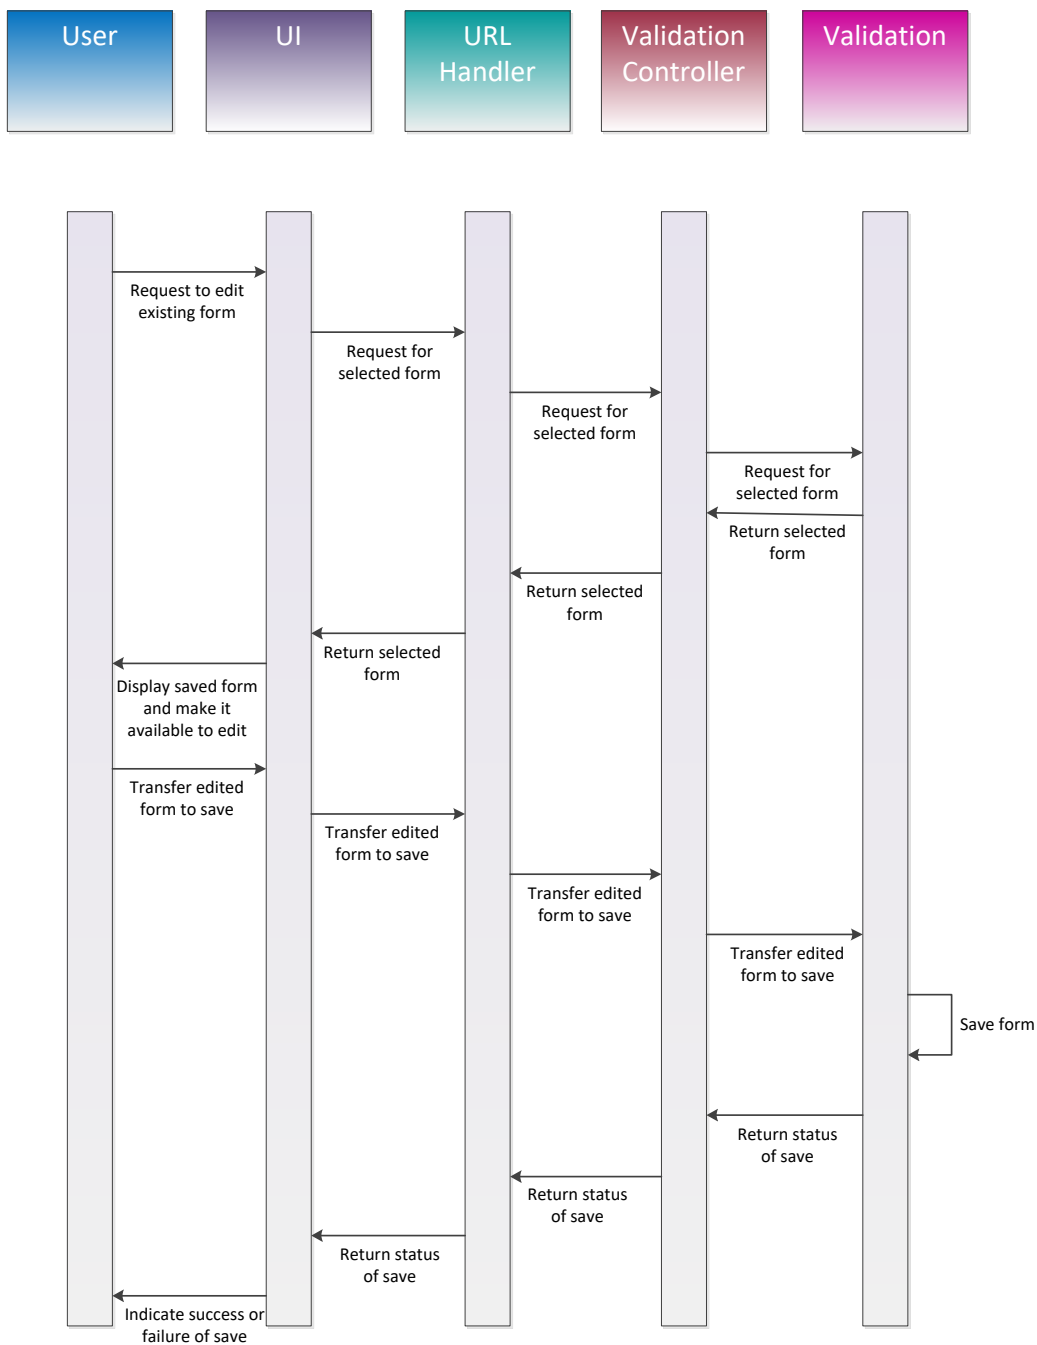 User
UI
URL
Handler
Validation
Controller
Validation
Request to edit
existing form
Request for
selected form
Request for
selected form
Request for
selected form
Return selected
form
Return selected
form
Return selected
form
Display saved form
and make it
available to edit
Transfer edited
form to save
Transfer edited
form to save
Transfer edited
form to save
Transfer edited
form to save
Save form
Return status
of save
Return status
of save
Return status
of save
Indicate success or
failure of save